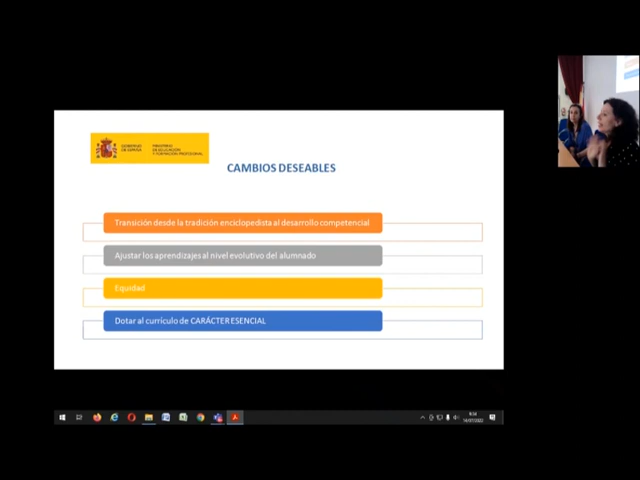 GOBIERNO
DE ESPAÑA
MINISTERIO
DE EDUCACIÓN
Y FORMACIÓN PROFESIONAL
CAMBIOS DESEABLES
Transición desde la tradición enciclopedista al desarrollo competencial
Ajustar los aprendizajes al nivel evolutivo del alumnado
Equidad
Dotar al currículo de CARÁCTER ESENCIAL